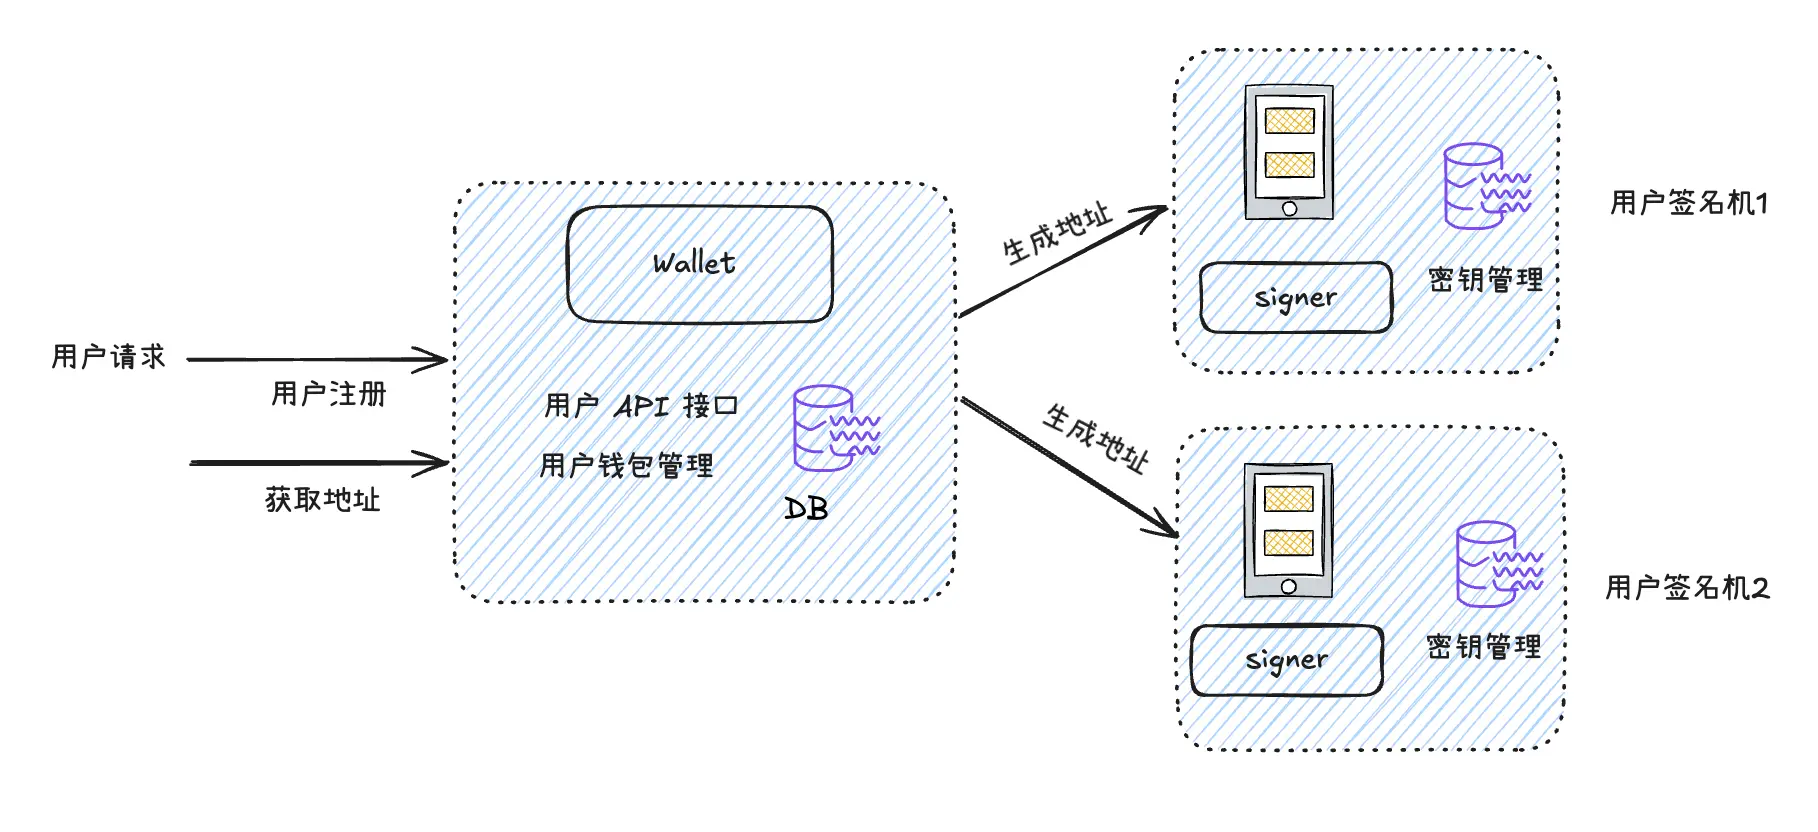 用户请求
用户注册
获取地址
Wallet
用户 API 接口
用户钱包管理
DB
生成地址
生成地址
signer
密钥管理
用户签名机1
signer
密钥管理
用户签名机2